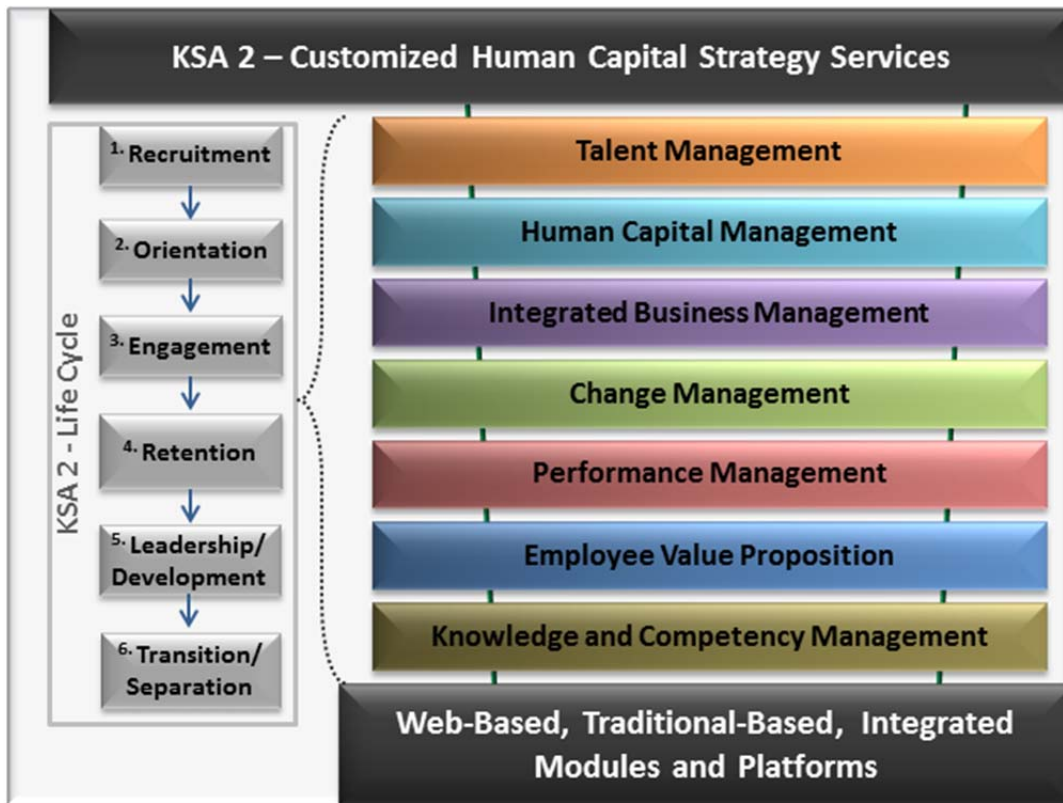 KSA 2 – Customized Human Capital Strategy Services
KSA 2 - Life Cycle
1. Recruitment
2. Orientation
3. Engagement
4. Retention
5. Leadership/
Development
6. Transition/
Separation
Talent Management
Human Capital Management
Integrated Business Management
Change Management
Performance Management
Employee Value Proposition
Knowledge and Competency Management
Web-Based, Traditional-Based, Integrated
Modules and Platforms